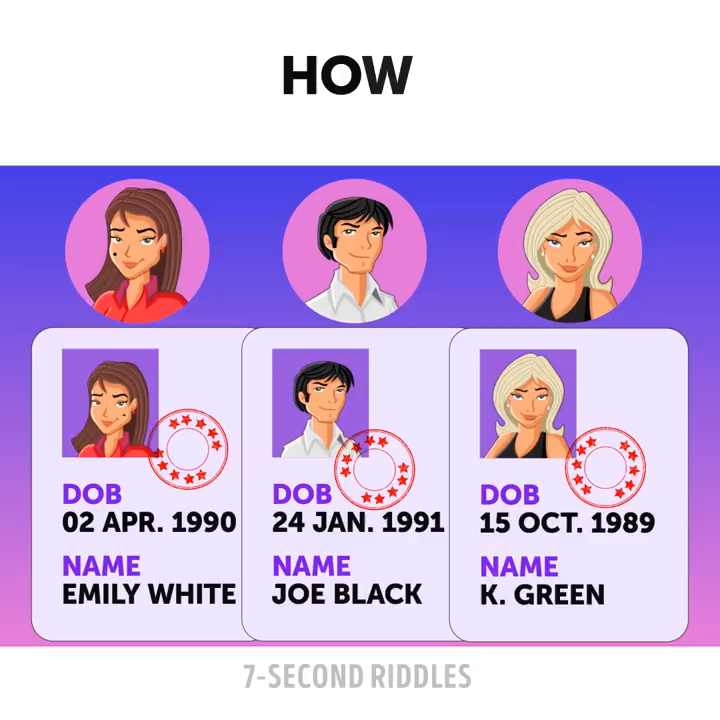 HOW
DOB
02 APR. 1990
NAME
EMILY WHITE
DOB
24 JAN. 1991
NAME
JOE BLACK
DOB
15 OCT. 1989
NAME
K. GREEN
7-SECOND RIDDLES